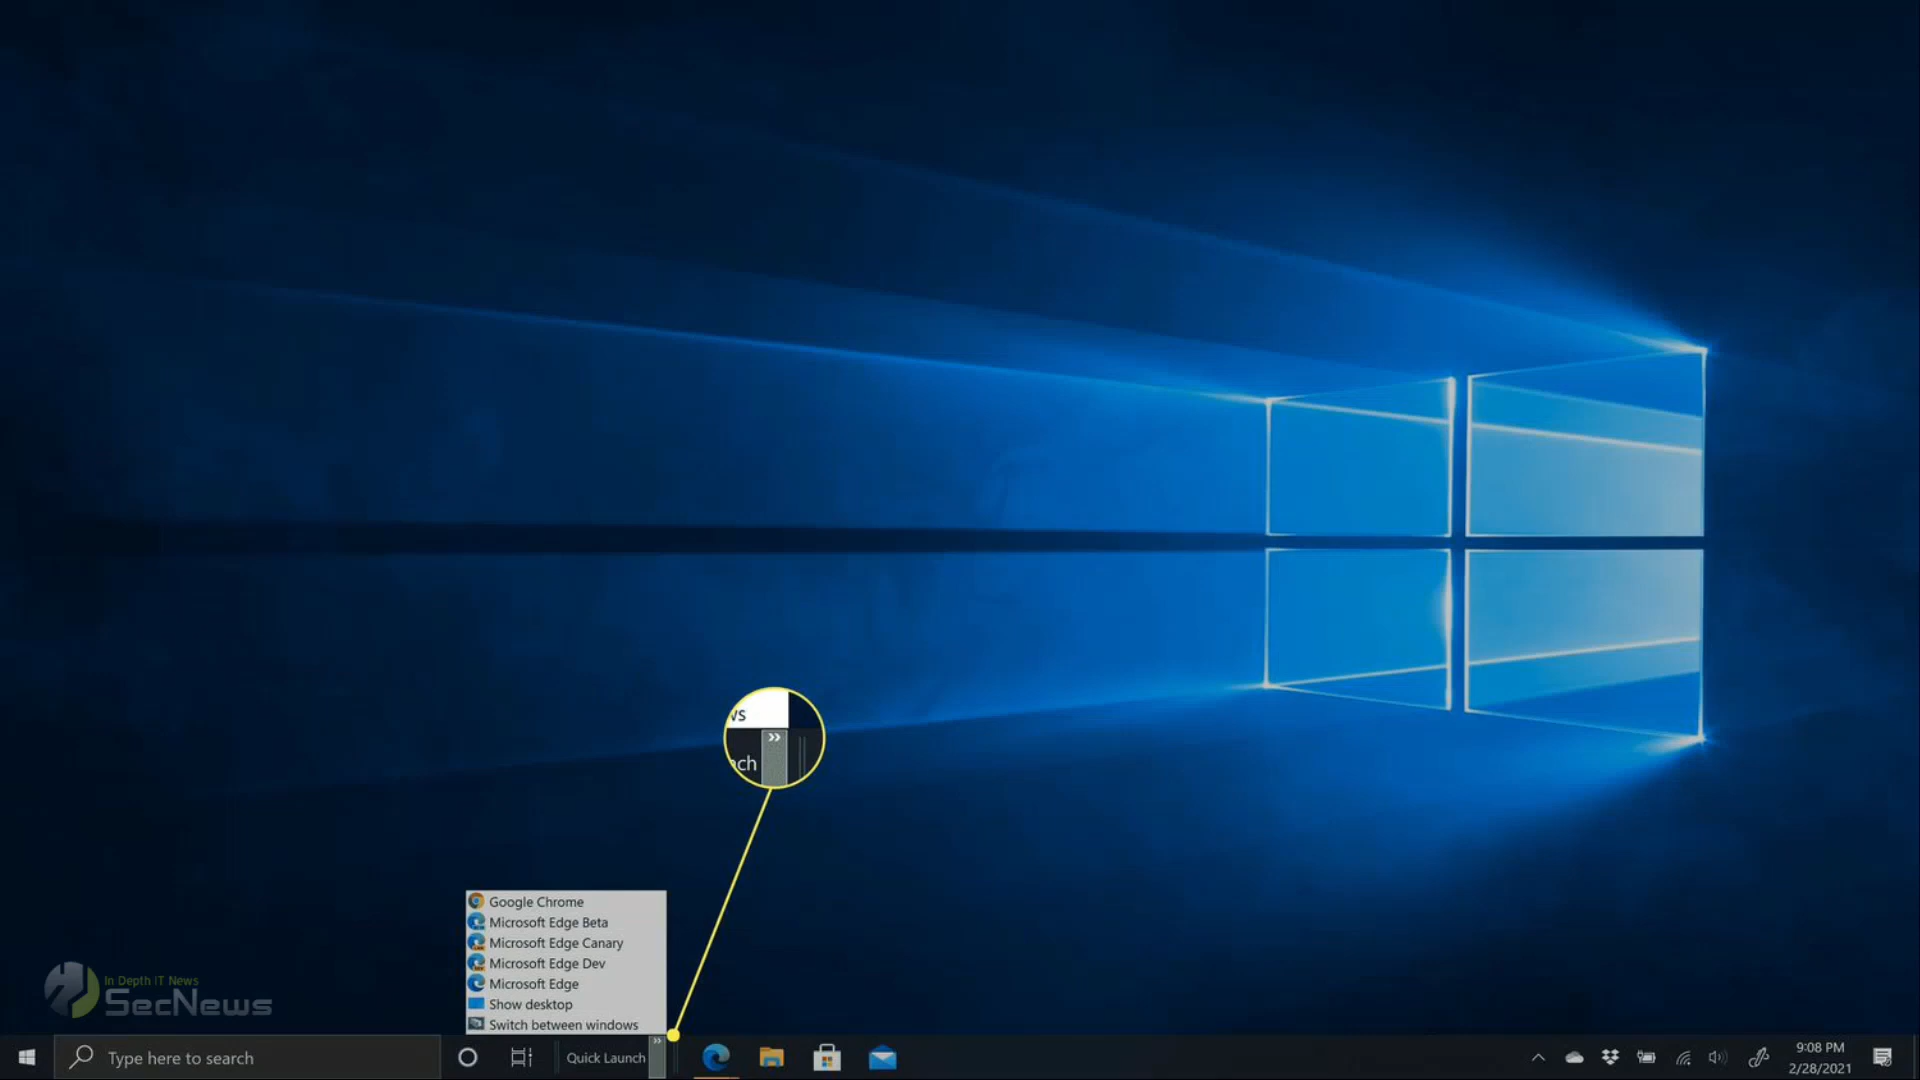 ws
»
ch
Google Chrome
Microsoft Edge Beta
Microsoft Edge Canary
Microsoft Edge Dev
Microsoft Edge
Show desktop
Switch between windows
In Depth IT News
SecNews
Type here to search
Quick Launch
»
9:08 PM
2/28/2021